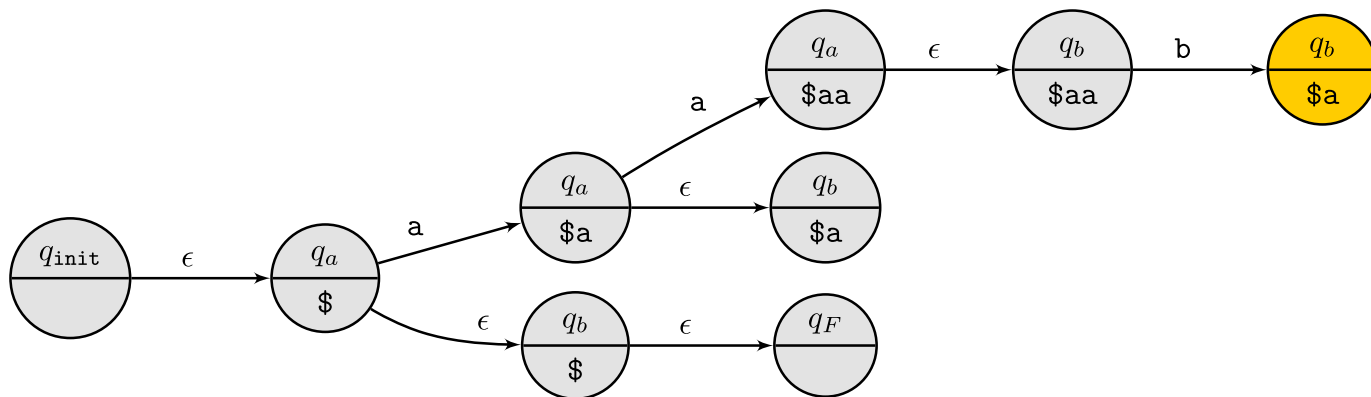 q_a ϵ q_b b q_b
$aa $aa $a
a
q_a ϵ q_b
$a $a
a
q_init ϵ q_a
$
ϵ q_b ϵ q_F
$